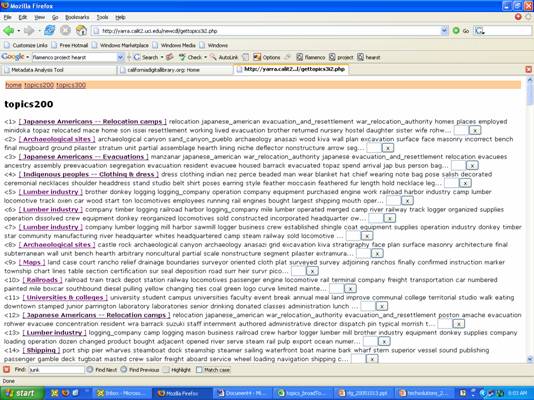 Mozilla Firefox
File Edit View Go Bookmarks Tools Help
http://yarra.calit2.uci.edu/newcdl/gettopics3i2.php Go
Customize Links Free Hotmail Windows Marketplace Windows Media Windows
flamenco project hearst Search Check AutoLink Options flamenco project hearst
Metadata Analysis Tool californiadigitallibrary.org: Home http://yarra.calit2...l/gettopics3i2.php
home topics200 topics300
topics200
<1> [ Japanese Americans -- Relocation camps ] relocation japanese_american evacuation_and_resettlement war_relocation_authority homes places employed
minidoka topaz relocated mace home son issei resettlement working lived evacuation brother returned nursery hostel daughter sister wife rohw... x
<2> [ Archaeological sites ] archaeological canyon sand_canyon_pueblo archaeology anasazi wood kiva wall plan excavation surface face masonry incorrect bench
final mugboard ground pilaster stratum unit partial assemblage hearth lining niche deflector nonstructure arrow seg... x
<3> [ Japanese Americans -- Evacuations ] manzanar japanese_american war_relocation_authority japanese evacuation_and_resettlement relocation evacuees
ancestry assembly preevacuation segregation evacuation resident evacuee housed barrack evacuated topaz spend arrival jap bus person bag... x
<4> [ Indigenous peoples -- Clothing & dress ] dress clothing indian nez perce beaded man wear blanket hat chief wearing note bag pose salish decorated
ceremonial necklaces shoulder headdress stand studio belt shirt poses earring style feather moccasin feathered fur length hold necklace leg... x
<5> [ Lumber industry ] brother donkey logging logging_company operation company equipment purchased engine work railroad harbor industry camp lumber
locomotive track oxen car wood start ton locomotives employees running rail engines bought largest shipping mouth oper... x
<6> [ Lumber industry ] company timber logging railroad harbor logging_company mile lumber operated merged camp river railway track logger organized supplies
operation dissolved crew equipment donkey reorganized locomotives sold constructed incorporated headquarter ow... x
<7> [ Lumber industry ] company lumber logging mill harbor sawmill logger business crew established shingle coat equipment supplies operation industry donkey timber
star community manufacturing river headquarter whites headquartered camp steam railway sold locomotive ... x
<8> [ Archaeological sites ] castle rock archaeological canyon archaeology anasazi grid excavation kiva stratigraphy face plan surface masonry architecture final
subterranean wall unit bench hearth arbitrary noncultural partial scale nonstructure segment pilaster extramura... x
<9> [ Maps ] land case court rancho relief drainage boundaries surveyor oriented cloth plat surveyed survey adjoining ranchos finally confirmed instruction marker
township chart lines table section certification sur seal deposition road surr heir survr pico... x
<10> [ Railroads ] railroad train track depot station railway locomotives passenger engine locomotive rail terminal company freight transportation car numbered
painted mile boxcar southbound diesel pulling yellow changing ties coal green logo curve limited mainte... x
<11> [ Universities & colleges ] university student campus universities faculty event break annual meal land improve communal college territorial studio walk eating
downtown stamped junior parrington laboratory laboratories senior drinking donated classes administration lunch ... x
<12> [ Japanese Americans -- Relocation camps ] relocation japanese_american war_relocation_authority evacuation_and_resettlement poston amache evacuation
rohwer evacuee concentration resident wra barrack suzuki staff internment authored administrative director dispatch pin typical morrish t... x
<13> [ Lumber industry ] logging_company camp logging mason business railroad crew harbor logger lumber mill brother industry equipment donkey supplies company
loading operation dozen changed product bought adjacent opened river serve steam rail pulp export ocean numer... x
<14> [ Shipping ] port ship pier harves steamboat dock steamship steamer sailing waterfront boat marine bark wharf stern superior vessel sound publishing
passenger gamble deck tugboat masted crew sailor freight aboard service wheel loading navigation vessels cargo schooner... x
Find: junk Find Next Find Previous Highlight Match case
Done
start Inbox - Microsof... Mozilla Firefox Document4 - Mi... topics_broadTo... rfg_20051013.ppt techsolutions_2... 6:03 AM